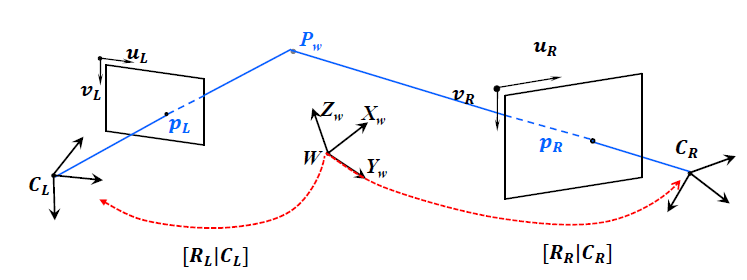 P_w
u_L
u_R
v_L
v_R
Z_w
X_w
p_L
p_R
C_R
W
Y_w
C_L
[R_L|C_L]
[R_R|C_R]